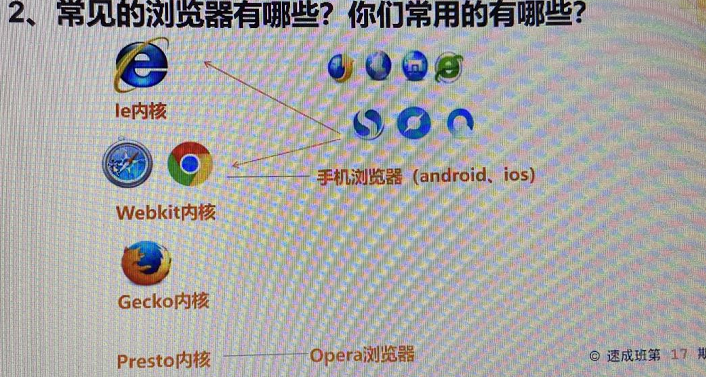 2、常见的浏览器有哪些？你们常用的有哪些？
Ie内核
手机浏览器（android、ios）
Webkit内核
Gecko内核
Presto内核
Opera浏览器
© 速成班第 17 期